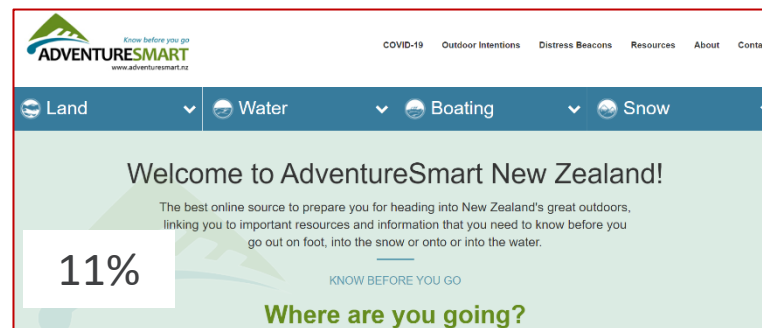 Know before you go
ADVENTURESMART
www.adventuresmart.nz
COVID-19 Outdoor Intentions Distress Beacons Resources About Conta
Land Water Boating Snow
Welcome to AdventureSmart New Zealand!
The best online source to prepare you for heading into New Zealand's great outdoors,
linking you to important resources and information that you need to know before you
go out on foot, into the snow or onto or into the water.
11%
KNOW BEFORE YOU GO
Where are you going?